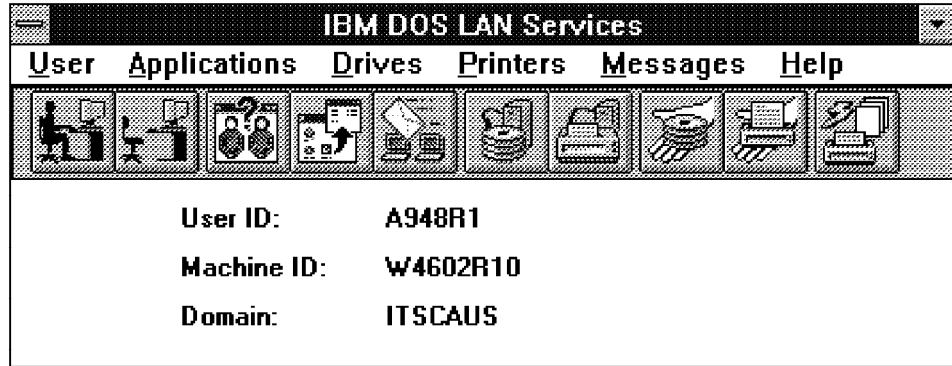 IBM DOS LAN Services
User Applications Drives Printers Messages Help
User ID: A948R1
Machine ID: W4602R10
Domain: ITSCAUS